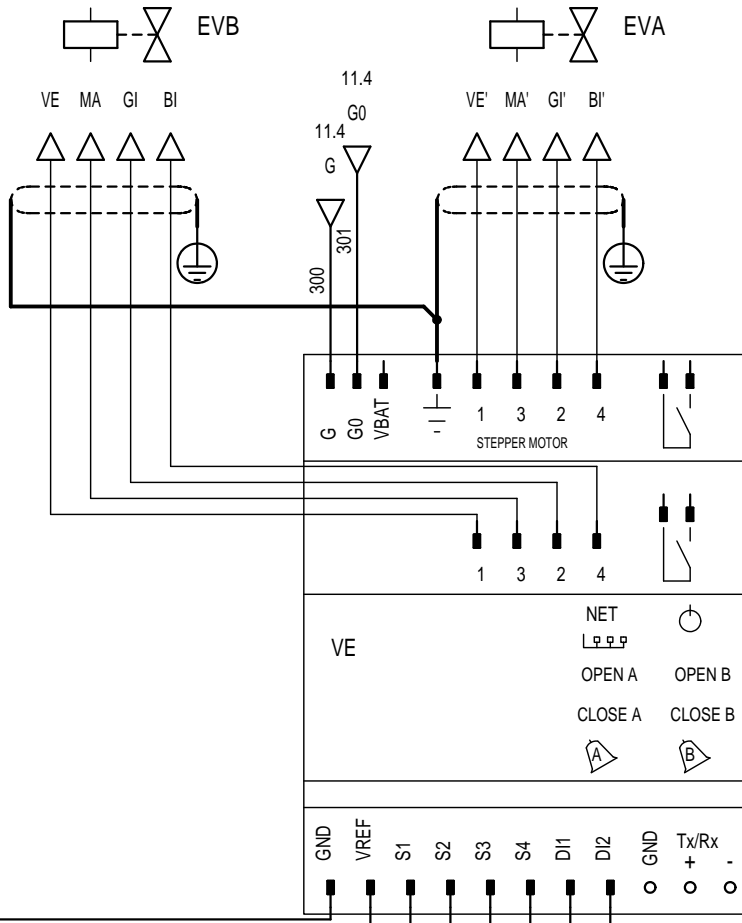 EVB
EVA
VE MA GI BI
11.4
G0
11.4
G
VE' MA' GI' BI'
300
301
G G0 VBAT
1 3 2 4
STEPPER MOTOR
1 3 2 4
VE
NET
OPEN A OPEN B
CLOSE A CLOSE B
A B
GND VREF S1 S2 S3 S4 DI1 DI2 GND Tx/Rx
+ -